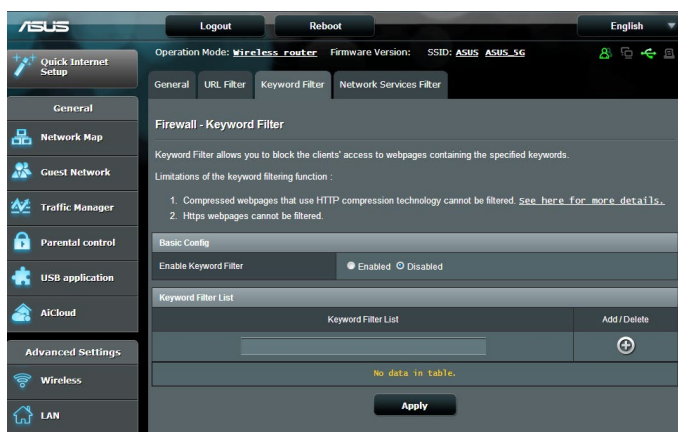 ASUS
Logout
Reboot
English
Quick Internet Setup
Operation Mode: Wireless router Firmware Version: SSID: ASUS ASUS_5G
General
URL Filter
Keyword Filter
Network Services Filter
General
Network Map
Guest Network
Traffic Manager
Parental control
USB application
AiCloud
Advanced Settings
Wireless
LAN
Firewall - Keyword Filter
Keyword Filter allows you to block the clients' access to webpages containing the specified keywords.
Limitations of the keyword filtering function :
1. Compressed webpages that use HTTP compression technology cannot be filtered. See here for more details.
2. Https webpages cannot be filtered.
Basic Config
Enable Keyword Filter
Enabled Disabled
Keyword Filter List
Keyword Filter List
Add / Delete
No data in table.
Apply